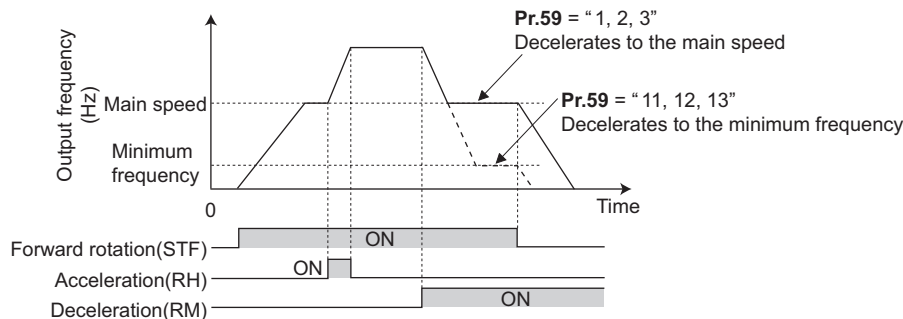 Pr.59 = “ 1, 2, 3”
Decelerates to the main speed
Output frequency
(Hz)
Main speed
Pr.59 = “ 11, 12, 13”
Decelerates to the minimum frequency
Minimum
frequency
0
Time
Forward rotation(STF)
ON
Acceleration(RH)
ON
Deceleration(RM)
ON